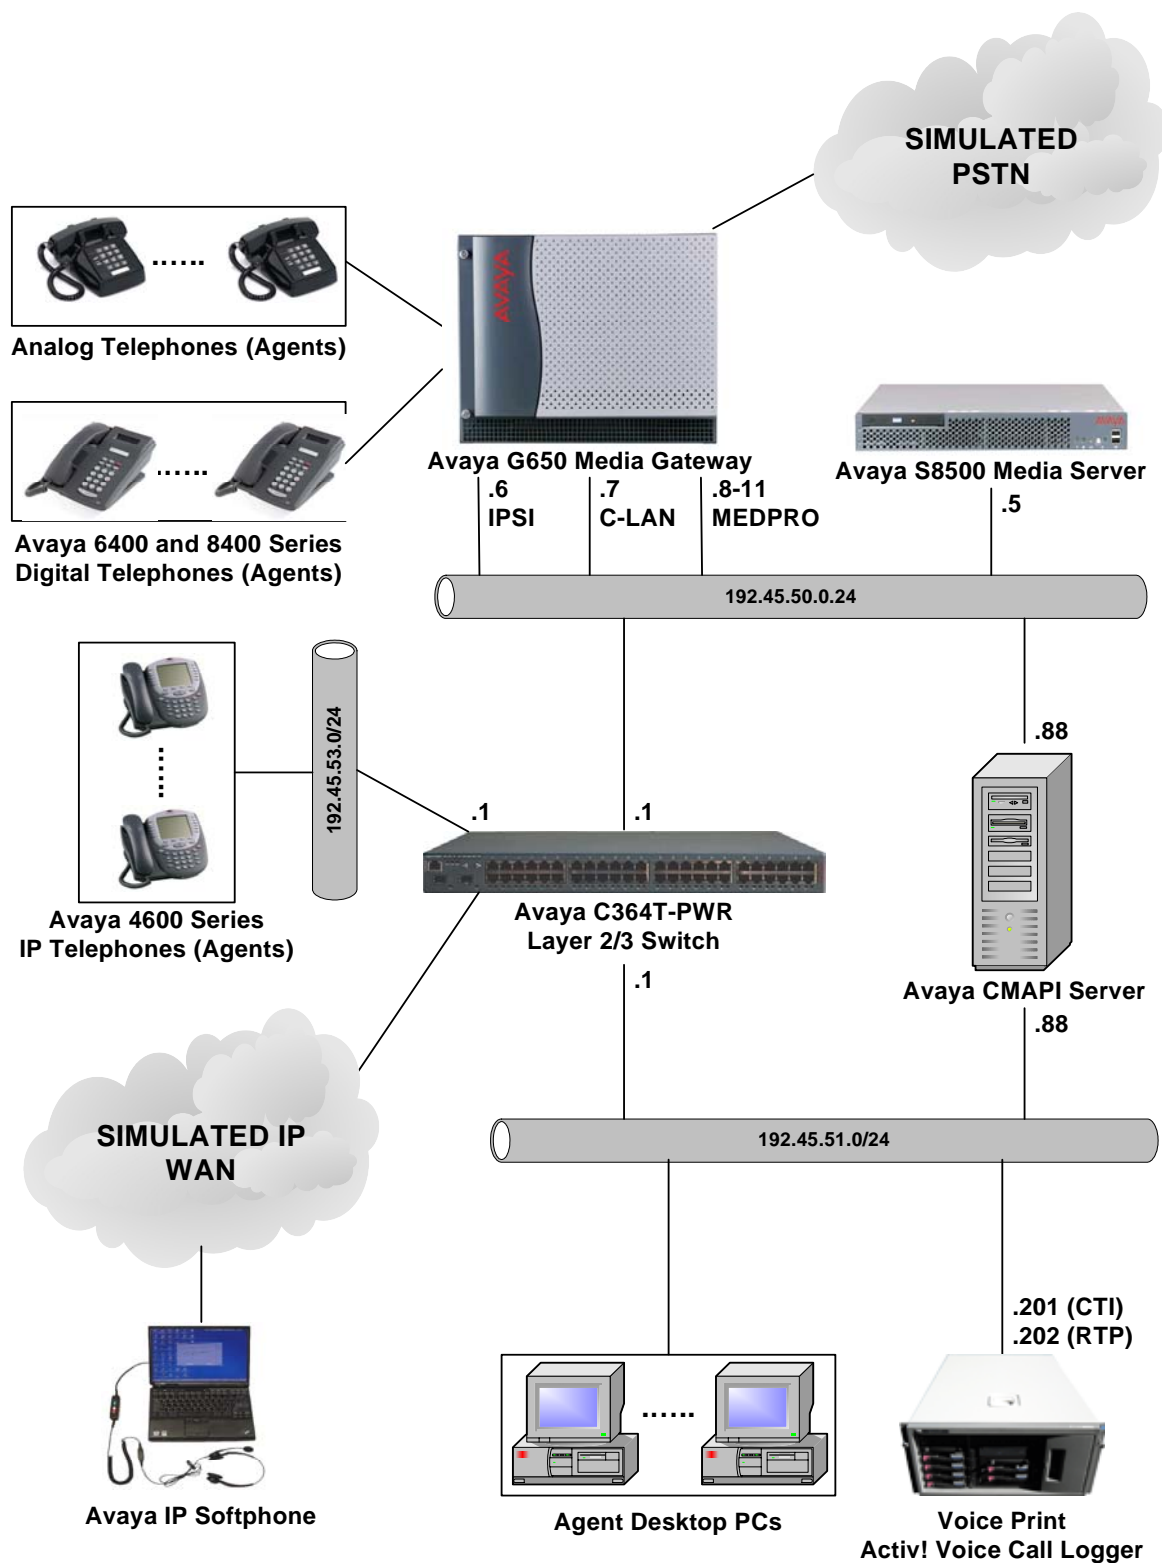 SIMULATED
PSTN
AVAYA
Analog Telephones (Agents)
Avaya G650 Media Gateway
AVAYA
Avaya S8500 Media Server
.6
IPSI
.7
C-LAN
.8-11
MEDPRO
.5
Avaya 6400 and 8400 Series
Digital Telephones (Agents)
192.45.50.0.24
192.45.53.0/24
.88
.1
.1
Avaya 4600 Series
IP Telephones (Agents)
Avaya C364T-PWR
Layer 2/3 Switch
.1
Avaya CMAPI Server
.88
SIMULATED IP
WAN
192.45.51.0/24
.201 (CTI)
.202 (RTP)
Avaya IP Softphone
Agent Desktop PCs
Voice Print
Activ! Voice Call Logger